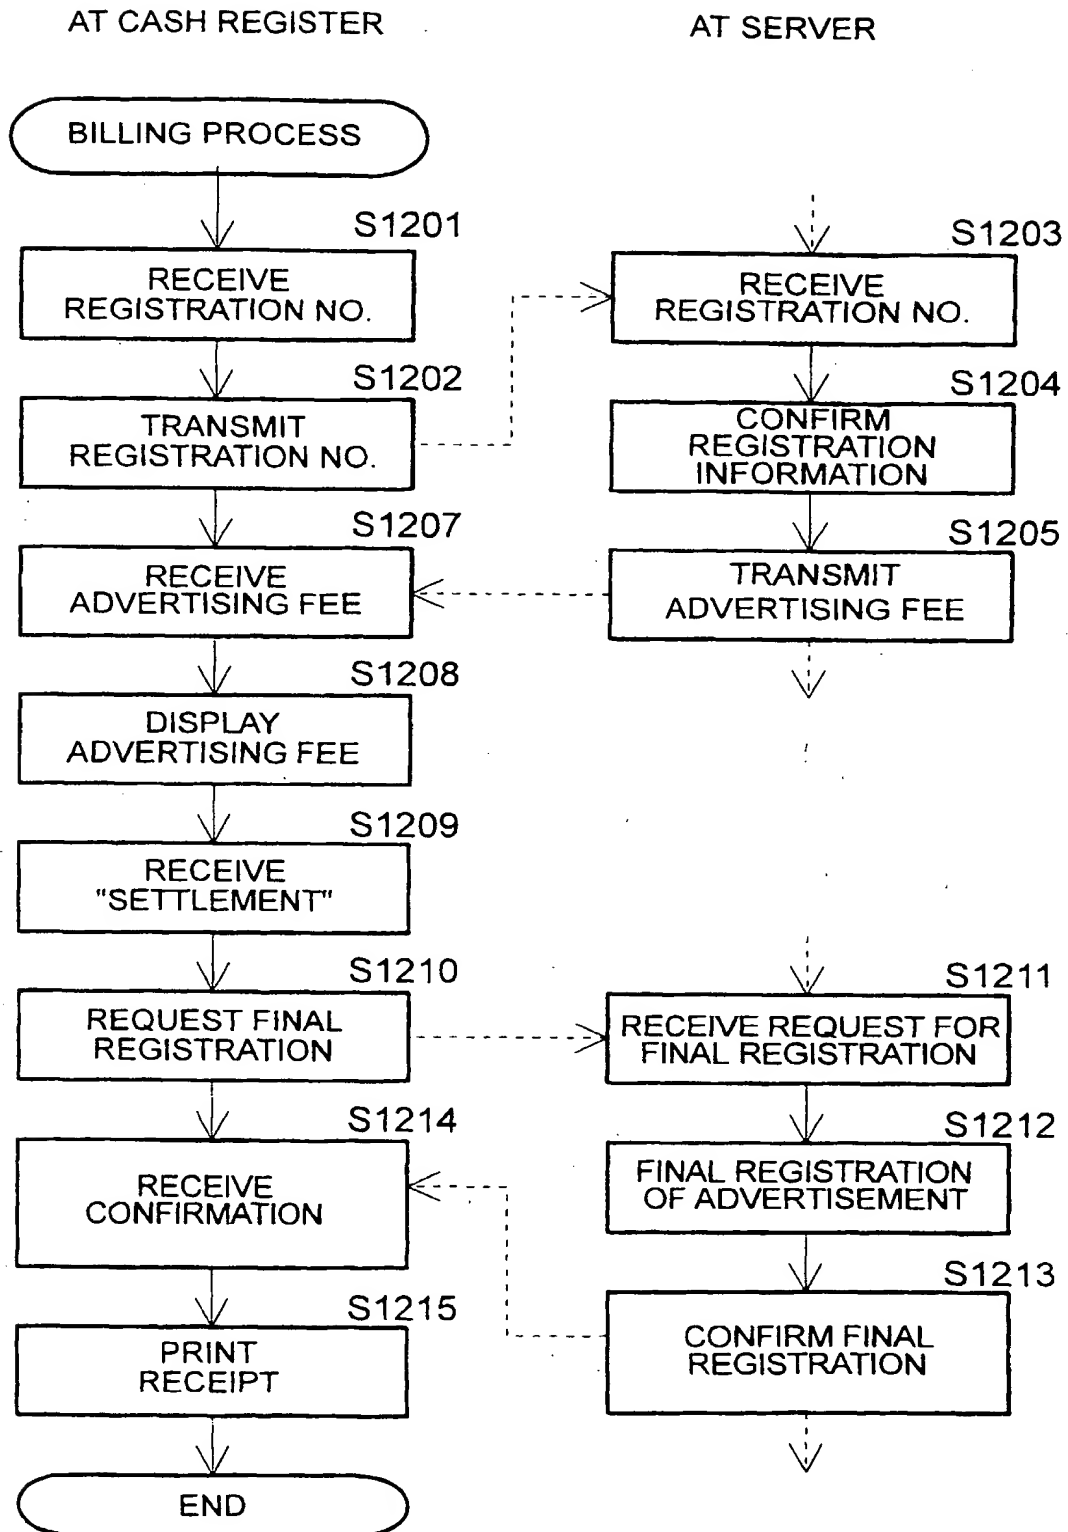 AT CASH REGISTER
AT SERVER
BILLING PROCESS
S1201
RECEIVE
REGISTRATION NO.
S1202
TRANSMIT
REGISTRATION NO.
S1207
RECEIVE
ADVERTISING FEE
S1208
DISPLAY
ADVERTISING FEE
S1209
RECEIVE
"SETTLEMENT"
S1210
REQUEST FINAL
REGISTRATION
S1214
RECEIVE
CONFIRMATION
S1215
PRINT
RECEIPT
END
S1203
RECEIVE
REGISTRATION NO.
S1204
CONFIRM
REGISTRATION
INFORMATION
S1205
TRANSMIT
ADVERTISING FEE
S1211
RECEIVE REQUEST FOR
FINAL REGISTRATION
S1212
FINAL REGISTRATION
OF ADVERTISEMENT
S1213
CONFIRM FINAL
REGISTRATION